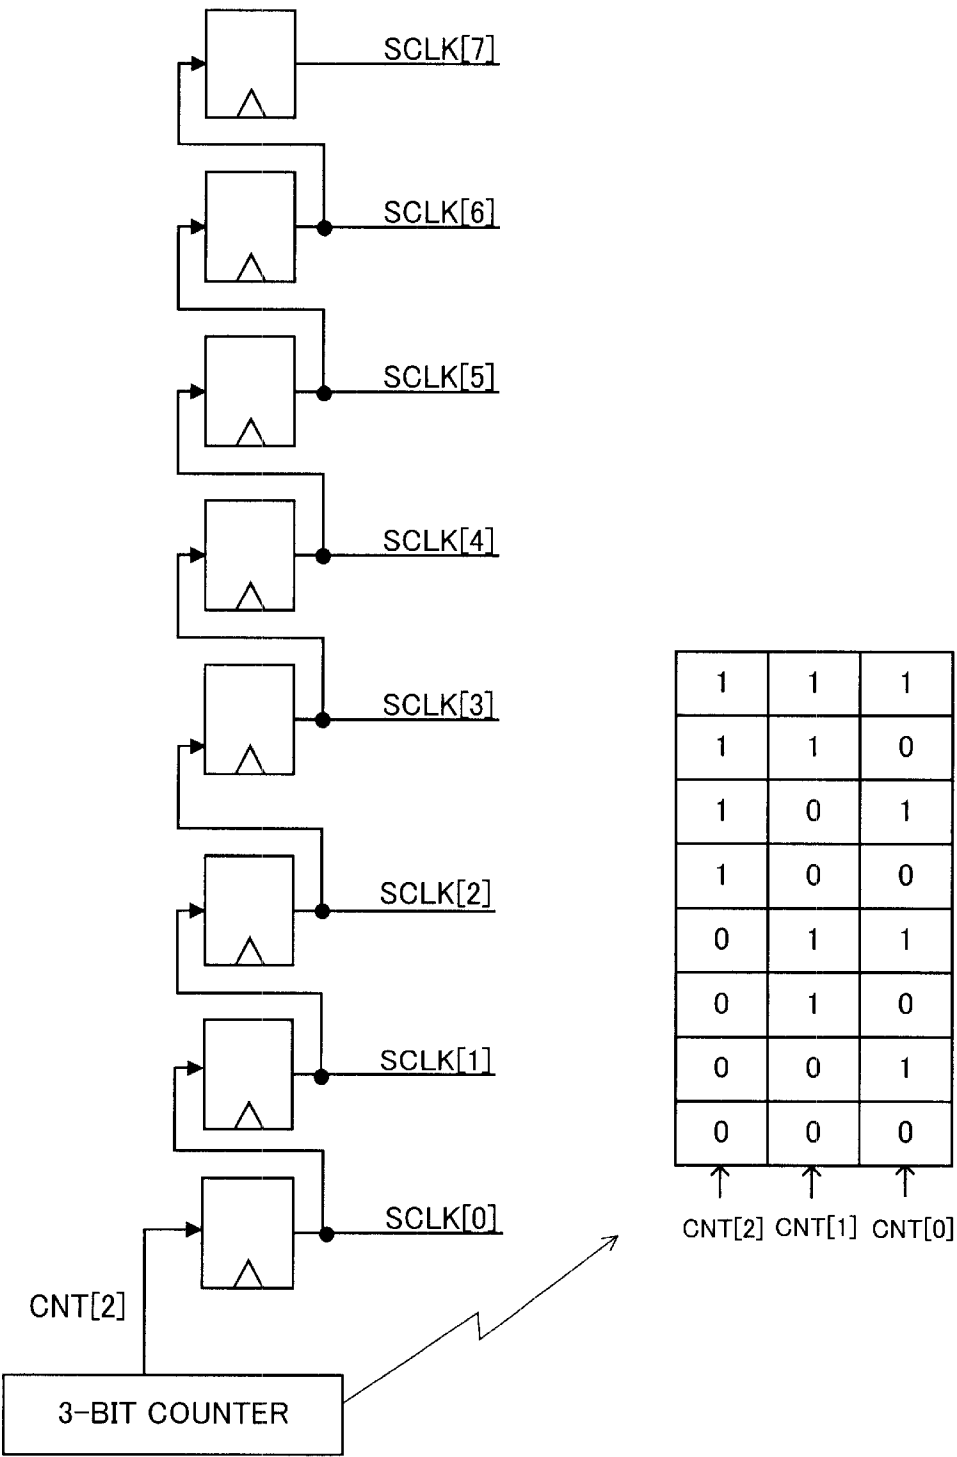 SCLK[7]
SCLK[6]
SCLK[5]
SCLK[4]
SCLK[3]
SCLK[2]
SCLK[1]
SCLK[0]
CNT[2]
3-BIT COUNTER
1 1 1
1 1 0
1 0 1
1 0 0
0 1 1
0 1 0
0 0 1
0 0 0
CNT[2] CNT[1] CNT[0]